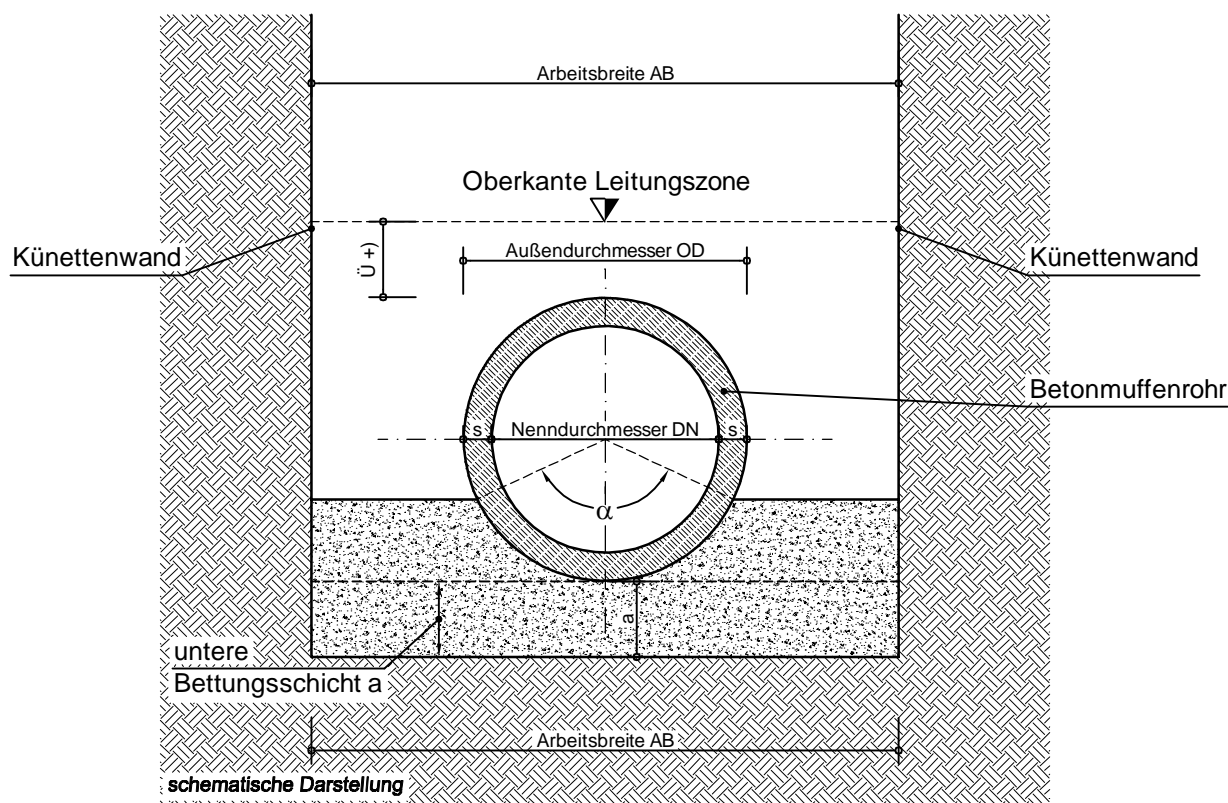 Arbeitsbreite AB
Oberkante Leitungszone
Künettenwand
Ü +)
Außendurchmesser OD
Künettenwand
Betonmuffenrohr
s
Nenndurchmesser DN
s
α
a
untere
Bettungsschicht a
Arbeitsbreite AB
schematische Darstellung